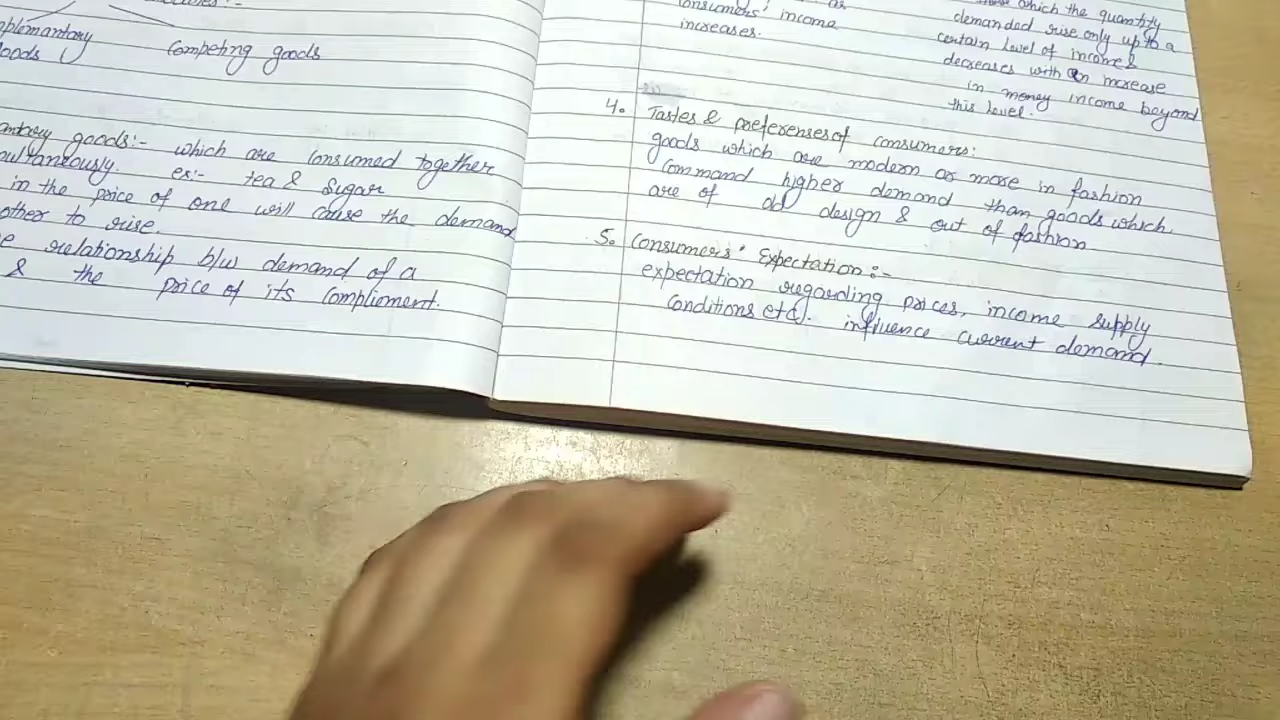 Competing goods
goods:- which are consumed together
ex:- tea & Sugar
in the price of one will cause the demand
other to rise.
relationship b/w demand of a
& the price of its compliment.
consumers' income
increases.
which the quantity
demanded rise only up to a
certain level of income &
decreases with an increase
in money income beyond
this level.
4. Tastes & preferenses of consumers:
goods which are modern or more in fashion
command higher demand than goods which
are of old design & out of fashion
5. Consumers' Expectation:-
expectation regarding prices, income supply
conditions etc). influence current demand.